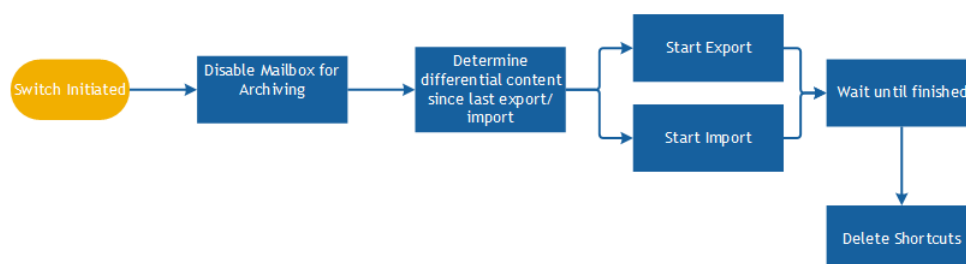 Switch Initiated
Disable Mailbox for
Archiving
Determine
differential content
since last export/
import
Start Export
Start Import
Wait until finished
Delete Shortcuts